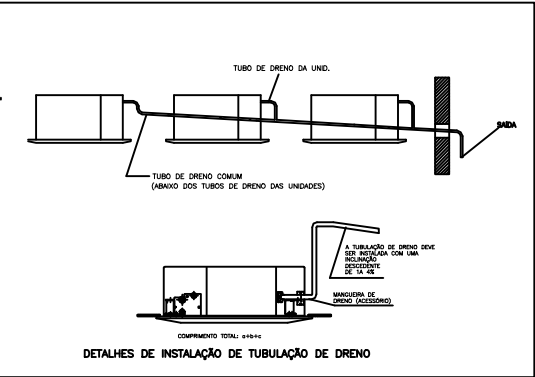 TUBO DE DRENO DA UNID.
SAÍDA
TUBO DE DRENO COMUM
(ABAIXO DOS TUBOS DE DRENO DAS UNIDADES)
A TUBULAÇÃO DE DRENO DEVE
SER INSTALADA COM UMA
INCLINAÇÃO
DESCEDENTE
DE 1A 4%
MANGUEIRA DE
DRENO (ACESSÓRIO)
COMPRIMENTO TOTAL: a+b+c
DETALHES DE INSTALAÇÃO DE TUBULAÇÃO DE DRENO